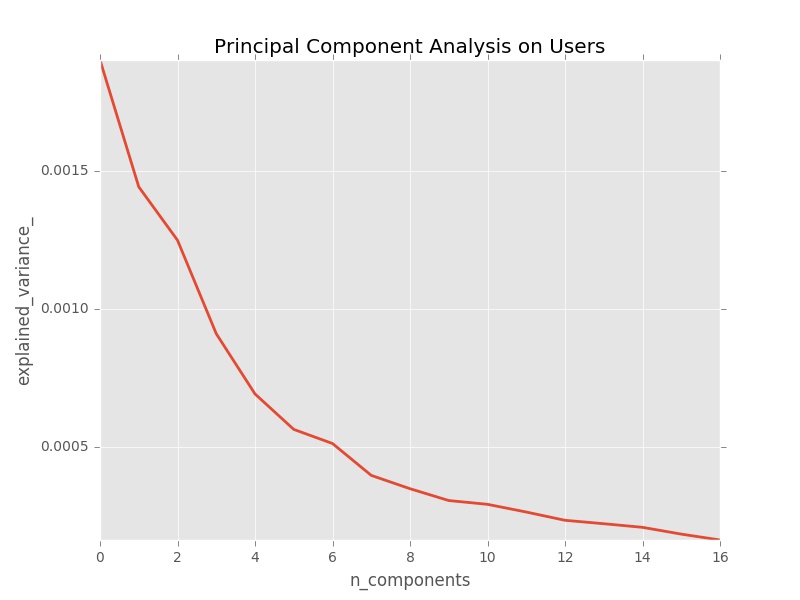 Principal Component Analysis on Users
explained_variance_
0.0015
0.0010
0.0005
0 2 4 6 8 10 12 14 16
n_components